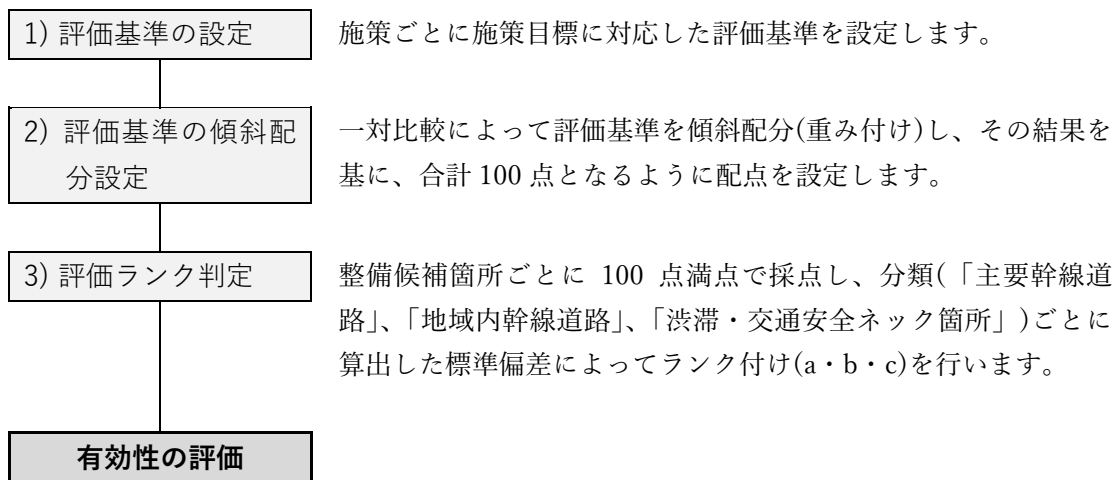 1) 評価基準の設定
施策ごとに施策目標に対応した評価基準を設定します。
2) 評価基準の傾斜配
分設定
一対比較によって評価基準を傾斜配分(重み付け)し、その結果を
基に、合計 100 点となるように配点を設定します。
3) 評価ランク判定
整備候補箇所ごとに 100 点満点で採点し、分類(「主要幹線道
路」、「地域内幹線道路」、「渋滞・交通安全ネック箇所」)ごとに
算出した標準偏差によってランク付け(a・b・c)を行います。
有効性の評価